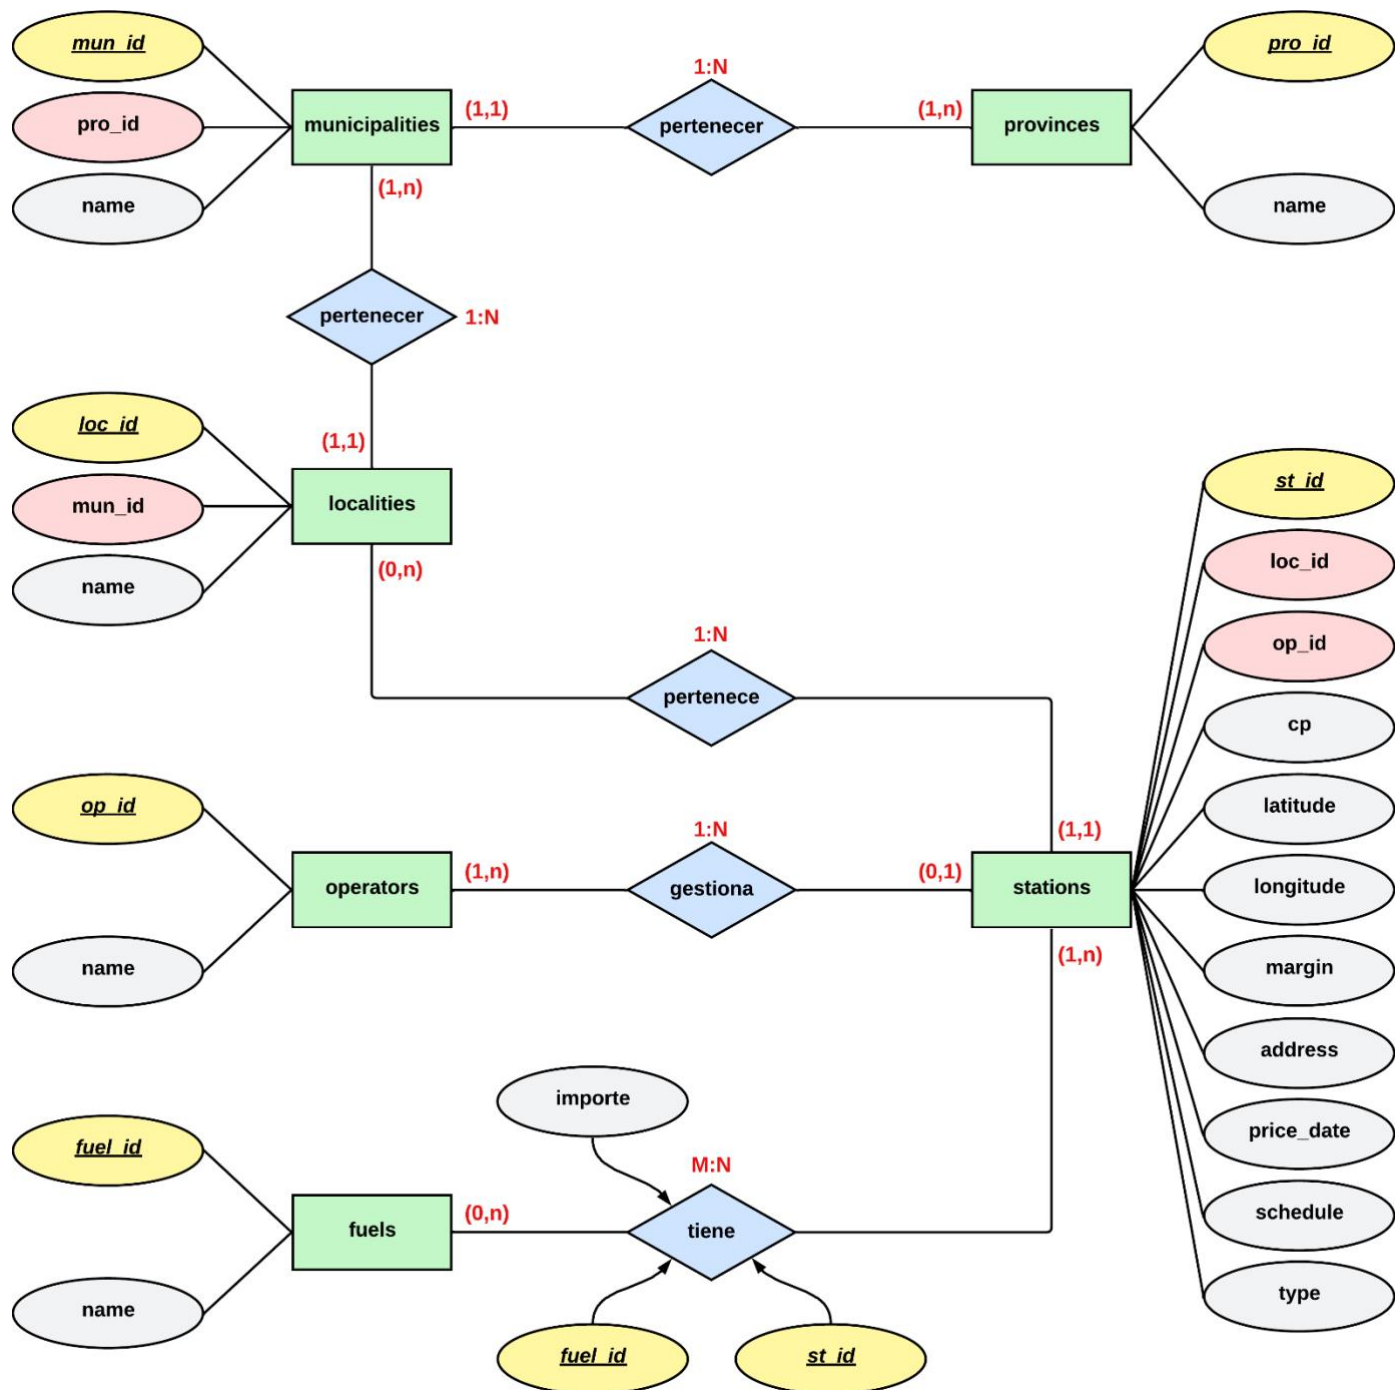 mun_id
pro_id
name
municipalities
(1,1)
1:N
pertenecer
(1,n)
provinces
pro_id
name
(1,n)
pertenecer
1:N
(1,1)
loc_id
mun_id
name
localities
(0,n)
1:N
pertenece
(1,1)
op_id
name
operators
(1,n)
1:N
gestiona
(0,1)
stations
(1,n)
st_id
loc_id
op_id
cp
latitude
longitude
margin
address
price_date
schedule
type
fuel_id
name
fuels
(0,n)
importe
M:N
tiene
fuel_id
st_id